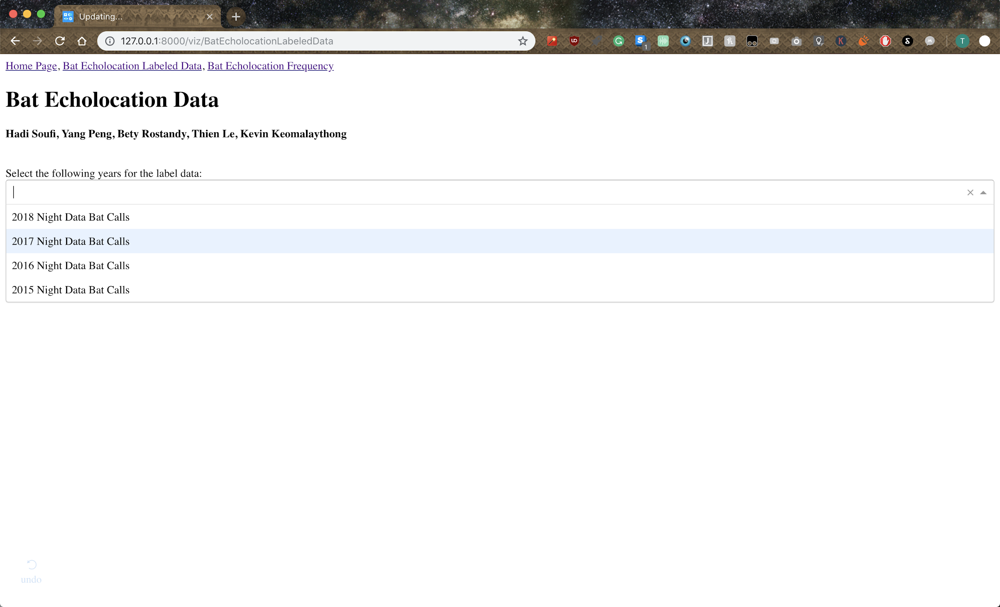 Updating...
127.0.0.1:8000/viz/BatEcholocationLabeledData
1
T
Home Page, Bat Echolocation Labeled Data, Bat Echolocation Frequency
Bat Echolocation Data
Hadi Soufi, Yang Peng, Bety Rostandy, Thien Le, Kevin Keomalaythong
Select the following years for the label data:
2018 Night Data Bat Calls
2017 Night Data Bat Calls
2016 Night Data Bat Calls
2015 Night Data Bat Calls
undo